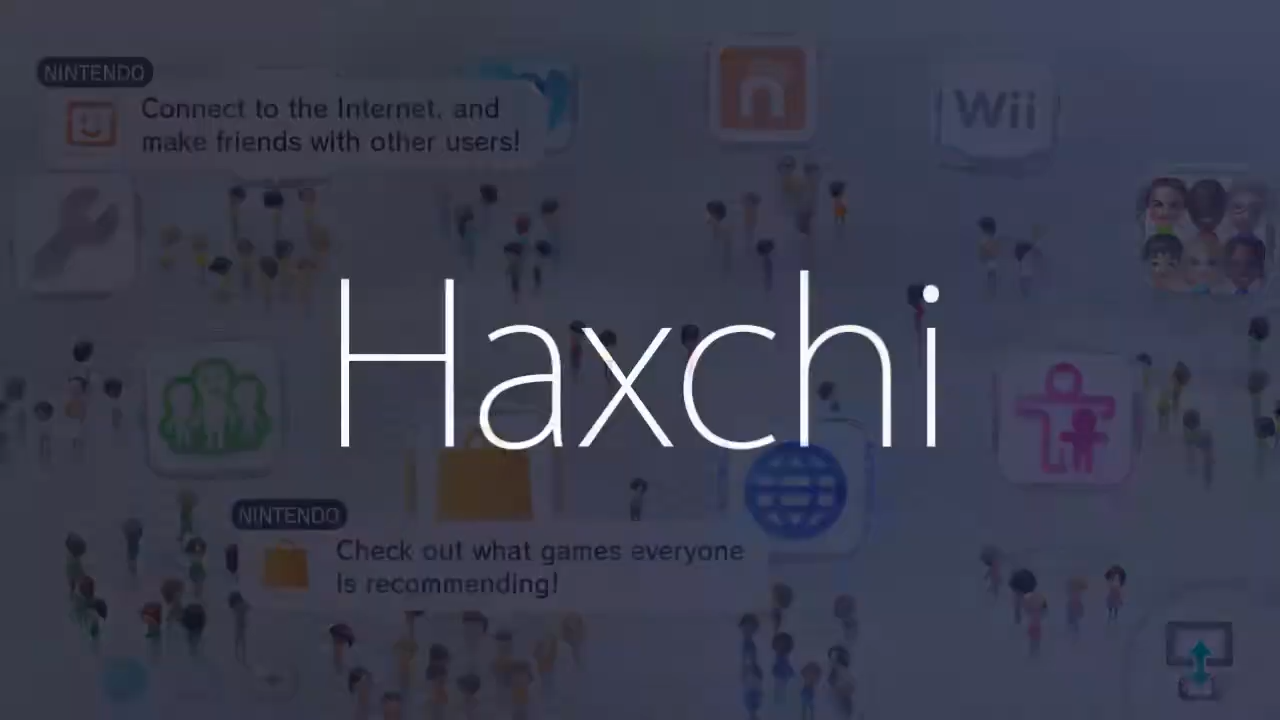 NINTENDO
Connect to the Internet, and
make friends with other users!
Wii
Haxchi
NINTENDO
Check out what games everyone
is recommending!